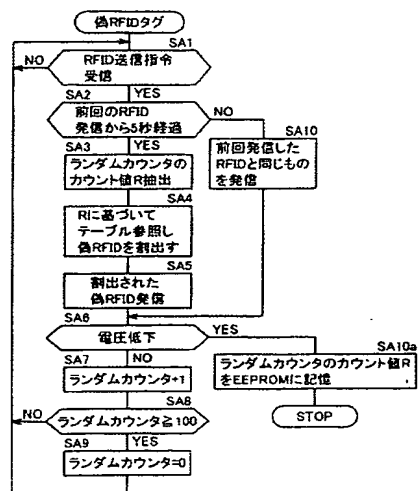 偽RFIDタグ
SA1
RFID送信指令
受信
NO
YES
SA2
前回のRFID
発信から5秒経過
NO
YES
SA10
前回発信した
RFIDと同じもの
を発信
SA3
ランダムカウンタの
カウント値R抽出
SA4
Rに基づいて
テーブル参照し
偽RFIDを割出す
SA5
割出された
偽RFID発信
SA6
電圧低下
YES
NO
SA10a
ランダムカウンタのカウント値R
をEEPROMに記憶
STOP
SA7
ランダムカウンタ+1
SA8
ランダムカウンタ≧100
NO
YES
SA9
ランダムカウンタ=0